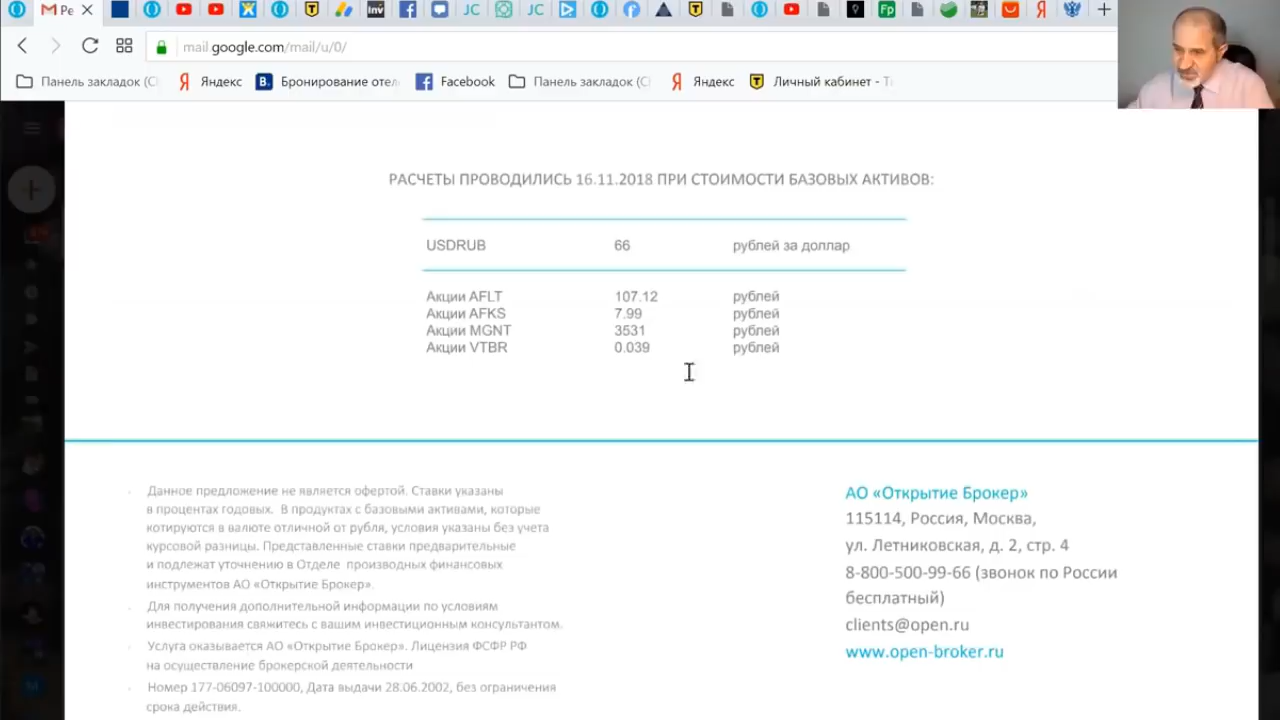 Pe
Inv
JC
JC
Fp
Я
mail.google.com/mail/u/0/
Панель закладок (С
Я Яндекс
B. Бронирование отел
Facebook
Панель закладок (С
Я Яндекс
Личный кабинет - Ti
РАСЧЕТЫ ПРОВОДИЛИСЬ 16.11.2018 ПРИ СТОИМОСТИ БАЗОВЫХ АКТИВОВ:
USDRUB 66 рублей за доллар
Акции AFLT 107.12 рублей
Акции AFKS 7.99 рублей
Акции MGNT 3531 рублей
Акции VTBR 0.039 рублей
Данное предложение не является офертой. Ставки указаны
в процентах годовых. В продуктах с базовыми активами, которые
котируются в валюте отличной от рубля, условия указаны без учета
курсовой разницы. Представленные ставки предварительные
и подлежат уточнению в Отделе производных финансовых
инструментов АО «Открытие Брокер».
Для получения дополнительной информации по условиям
инвестирования свяжитесь с вашим инвестиционным консультантом.
Услуга оказывается АО «Открытие Брокер». Лицензия ФСФР РФ
на осуществление брокерской деятельности
Номер 177-06097-100000, Дата выдачи 28.06.2002, без ограничения
срока действия.
АО «Открытие Брокер»
115114, Россия, Москва,
ул. Летниковская, д. 2, стр. 4
8-800-500-99-66 (звонок по России
бесплатный)
clients@open.ru
www.open-broker.ru